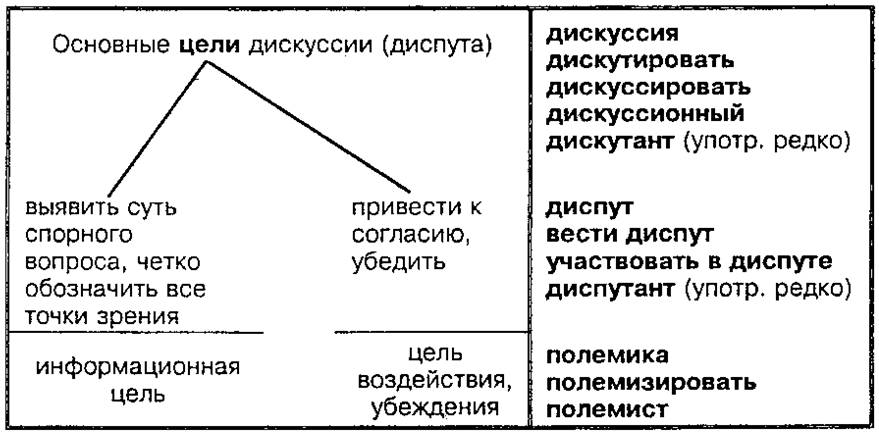 Основные цели дискуссии (диспута)
выявить суть
спорного
вопроса, четко
обозначить все
точки зрения
привести к
согласию,
убедить
информационная
цель
цель
воздействия,
убеждения
дискуссия
дискутировать
дискуссировать
дискуссионный
дискутант (употр. редко)
диспут
вести диспут
участвовать в диспуте
диспутант (употр. редко)
полемика
полемизировать
полемист